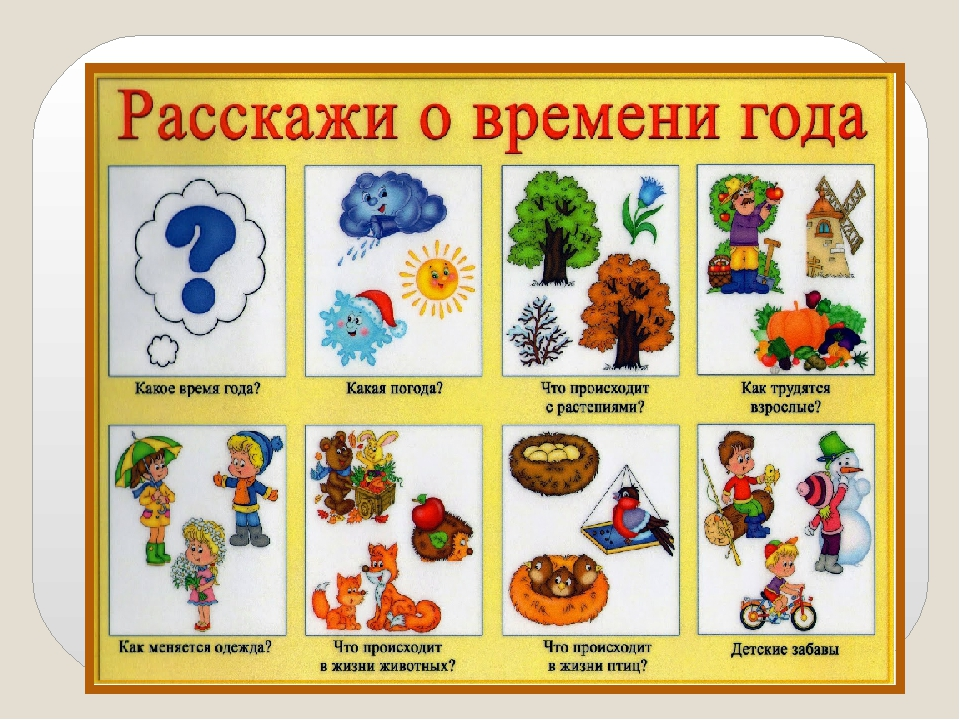 Расскажи о времени года
?
Какое время года?
Какая погода?
Что происходит
с растениями?
Как трудятся
взрослые?
Как меняется одежда?
Что происходит
в жизни животных?
Что происходит
в жизни птиц?
Детские забавы